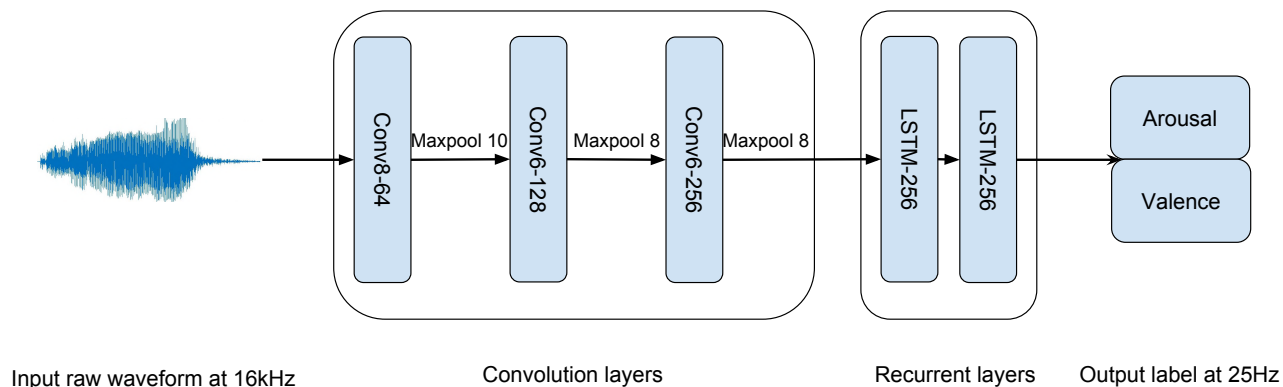 Conv8-64
Maxpool 10
Conv6-128
Maxpool 8
Conv6-256
Maxpool 8
LSTM-256
LSTM-256
Arousal
Valence
Input raw waveform at 16kHz
Convolution layers
Recurrent layers
Output label at 25Hz